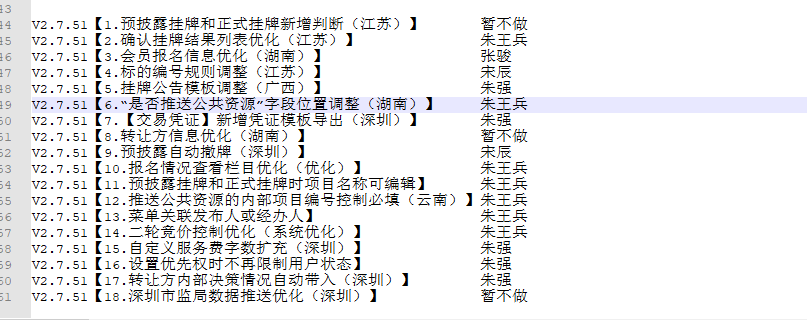 43
44 V2.7.51【1.预披露挂牌和正式挂牌新增判断（江苏）】 暂不做
45 V2.7.51【2.确认挂牌结果列表优化（江苏）】 朱王兵
46 V2.7.51【3.会员报名信息优化（湖南）】 张骏
47 V2.7.51【4.标的编号规则调整（江苏）】 宋辰
48 V2.7.51【5.挂牌公告模板调整（广西）】 朱强
49 V2.7.51【6.“是否推送公共资源”字段位置调整（湖南）】 朱王兵
50 V2.7.51【7.【交易凭证】新增凭证模板导出（深圳）】 朱强
51 V2.7.51【8.转让方信息优化（湖南）】 暂不做
52 V2.7.51【9.预披露自动撤牌（深圳）】 宋辰
53 V2.7.51【10.报名情况查看栏目优化（优化）】 朱王兵
54 V2.7.51【11.预披露挂牌和正式挂牌时项目名称可编辑】 朱王兵
55 V2.7.51【12.推送公共资源的内部项目编号控制必填（云南）】朱王兵
56 V2.7.51【13.菜单关联发布人或经办人】 朱王兵
57 V2.7.51【14.二轮竞价控制优化（系统优化）】 朱王兵
58 V2.7.51【15.自定义服务费字数扩充（深圳）】 朱强
59 V2.7.51【16.设置优先权时不再限制用户状态】 朱强
60 V2.7.51【17.转让方内部决策情况自动带入（深圳）】 朱强
61 V2.7.51【18.深圳市监局数据推送优化（深圳）】 暂不做